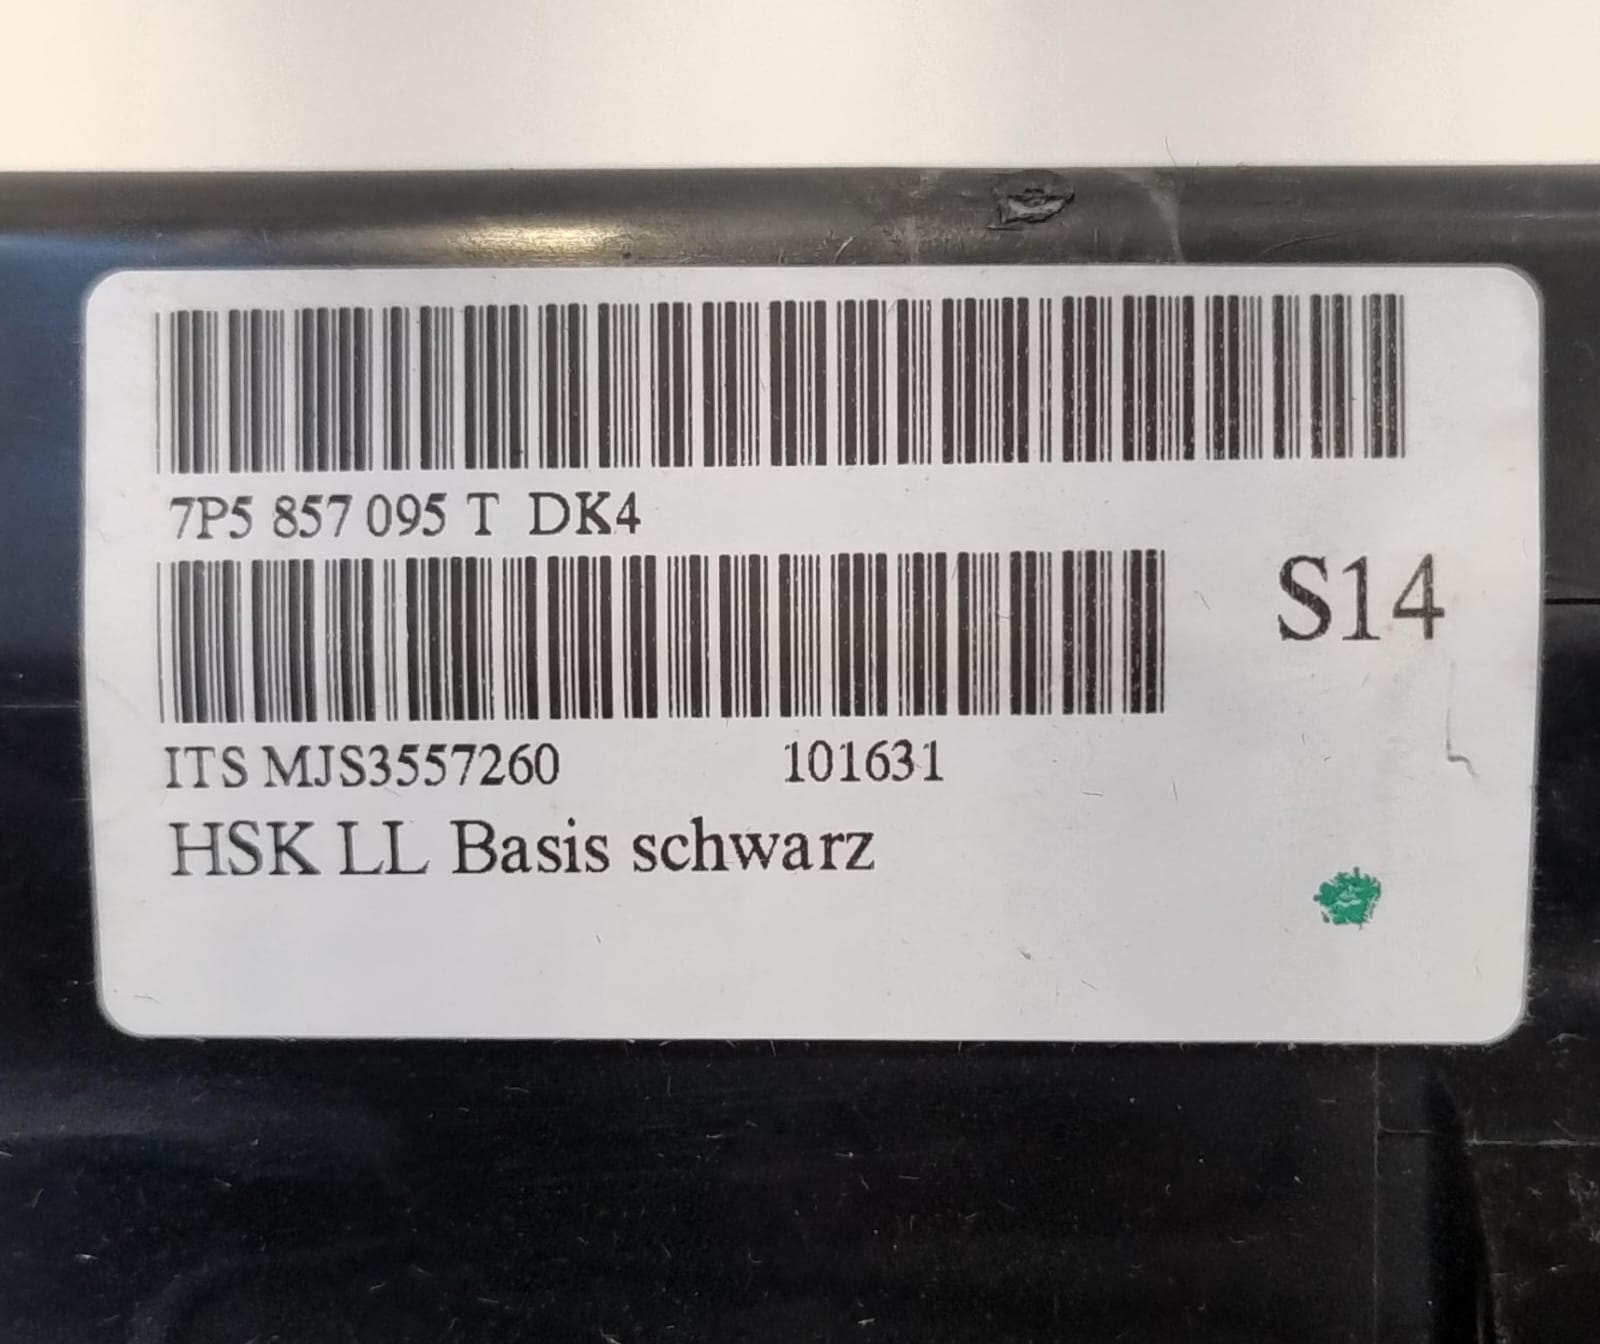 7P5 857 095 T DK4
S14
ITS MJS3557260 101631
HSK LL Basis schwarz